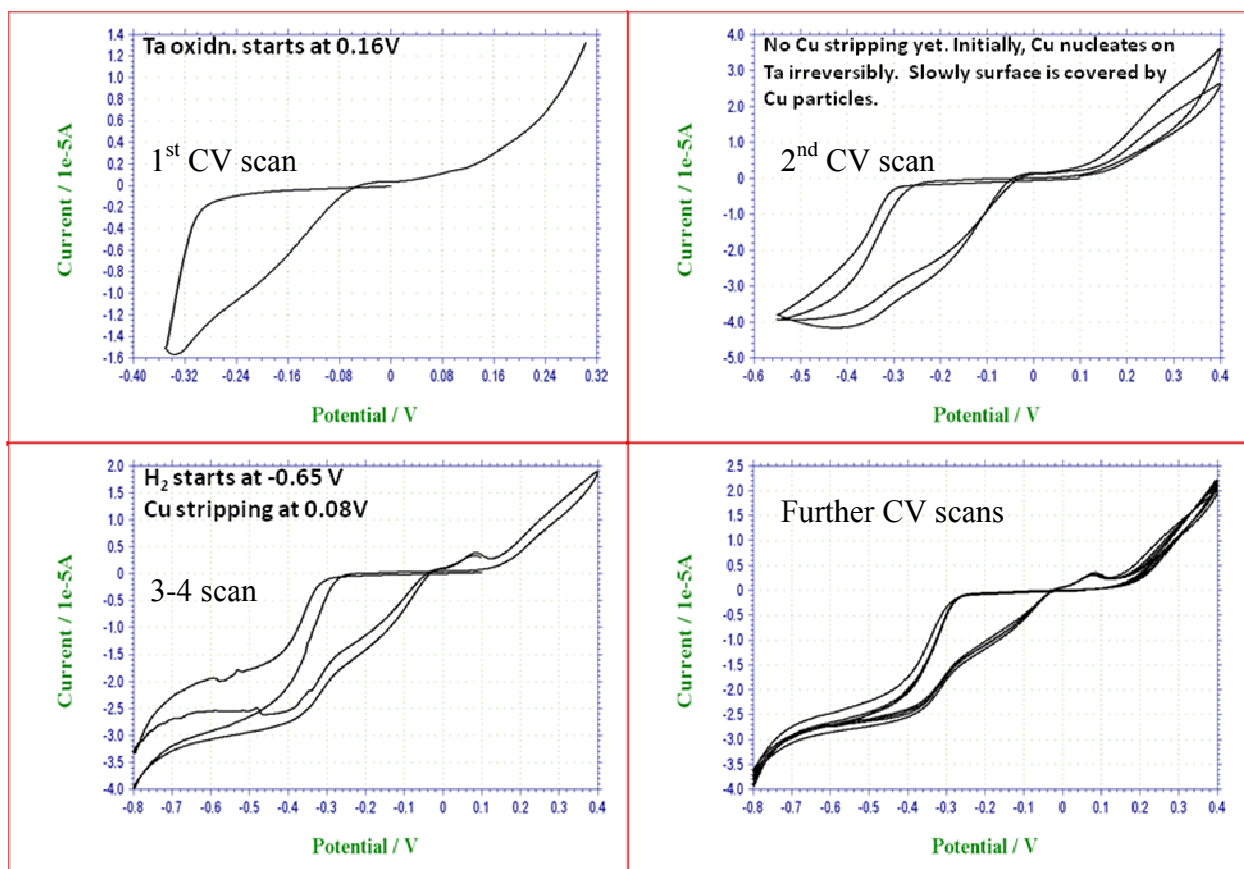 Ta oxidn. starts at 0.16V
1st CV scan
Current / 1e-5A
1.4
1.2
1.0
0.8
0.6
0.4
0.2
0
-0.2
-0.4
-0.6
-0.8
-1.0
-1.2
-1.4
-1.6
-0.40 -0.32 -0.24 -0.16 -0.08 0 0.08 0.16 0.24 0.32
Potential / V
No Cu stripping yet. Initially, Cu nucleates on
Ta irreversibly. Slowly surface is covered by
Cu particles.
2nd CV scan
Current / 1e-5A
4.0
3.0
2.0
1.0
0
-1.0
-2.0
-3.0
-4.0
5.0
-0.6 -0.5 -0.4 -0.3 -0.2 -0.1 0 0.1 0.2 0.3 0.4
Potential / V
H2 starts at -0.65 V
Cu stripping at 0.08V
3-4 scan
Current / 1e-5A
2.0
1.5
1.0
0.5
0
-0.5
-1.0
-1.5
-2.0
-2.5
-3.0
-3.5
-4.0
-0.8 -0.7 -0.6 -0.5 -0.4 -0.3 -0.2 -0.1 0 0.1 0.2 0.3 0.4
Potential / V
Further CV scans
Current / 1e-5A
2.5
2.0
1.5
1.0
0.5
0
-0.5
-1.0
-1.5
-2.0
-2.5
-3.0
-3.5
-4.0
-0.8 -0.7 -0.6 -0.5 -0.4 -0.3 -0.2 -0.1 0 0.1 0.2 0.3 0.4
Potential / V